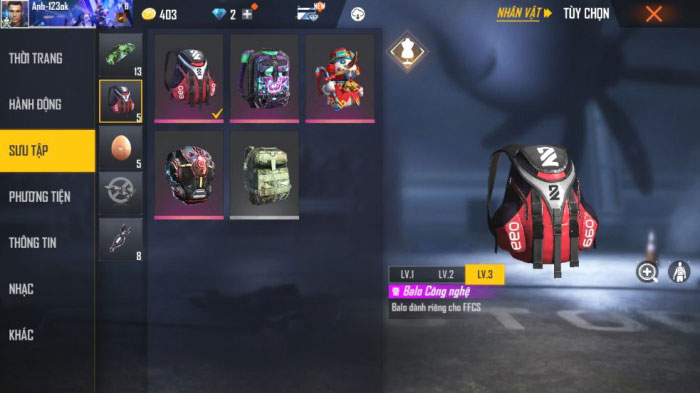 Anh-123ok
403
2
NHÂN VẬT
TÙY CHỌN
THỜI TRANG
HÀNH ĐỘNG
SƯU TẬP
PHƯƠNG TIỆN
THÔNG TIN
NHẠC
KHÁC
13
5
5
8
LV.1
LV.2
LV.3
Balo Công nghệ
Balo dành riêng cho FFCS